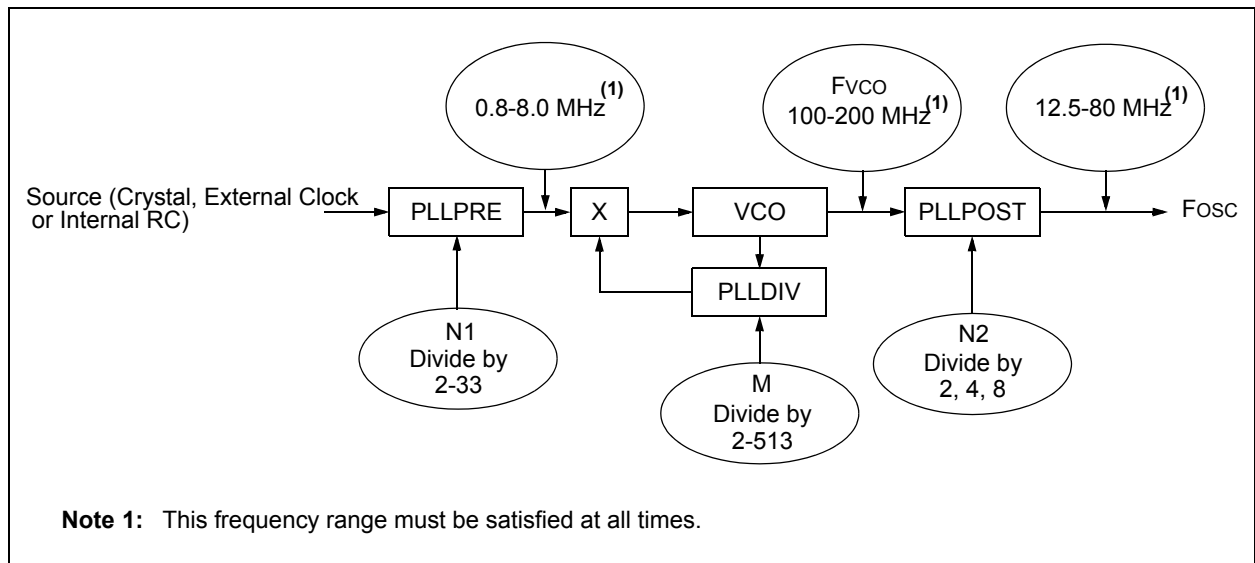 0.8-8.0 MHz(1)
FVCO
100-200 MHz(1)
12.5-80 MHz(1)
Source (Crystal, External Clock
or Internal RC)
PLLPRE
X
VCO
PLLPOST
FOSC
PLLDIV
N1
Divide by
2-33
M
Divide by
2-513
N2
Divide by
2, 4, 8
Note 1: This frequency range must be satisfied at all times.